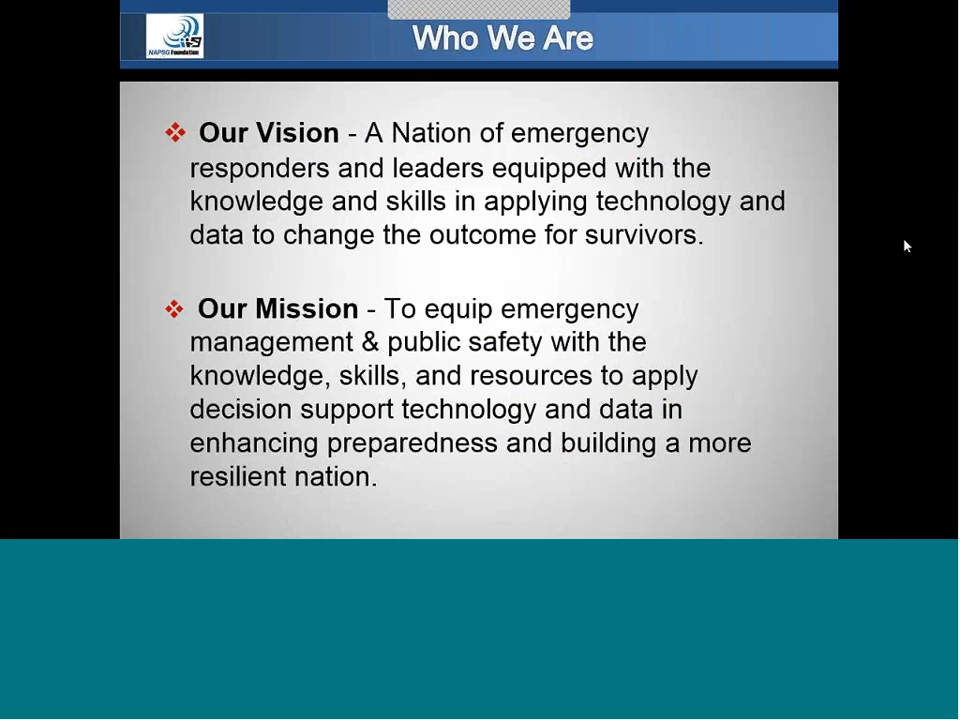 Who We Are
NAPSG Foundation
❖ Our Vision - A Nation of emergency
responders and leaders equipped with the
knowledge and skills in applying technology and
data to change the outcome for survivors.
❖ Our Mission - To equip emergency
management & public safety with the
knowledge, skills, and resources to apply
decision support technology and data in
enhancing preparedness and building a more
resilient nation.